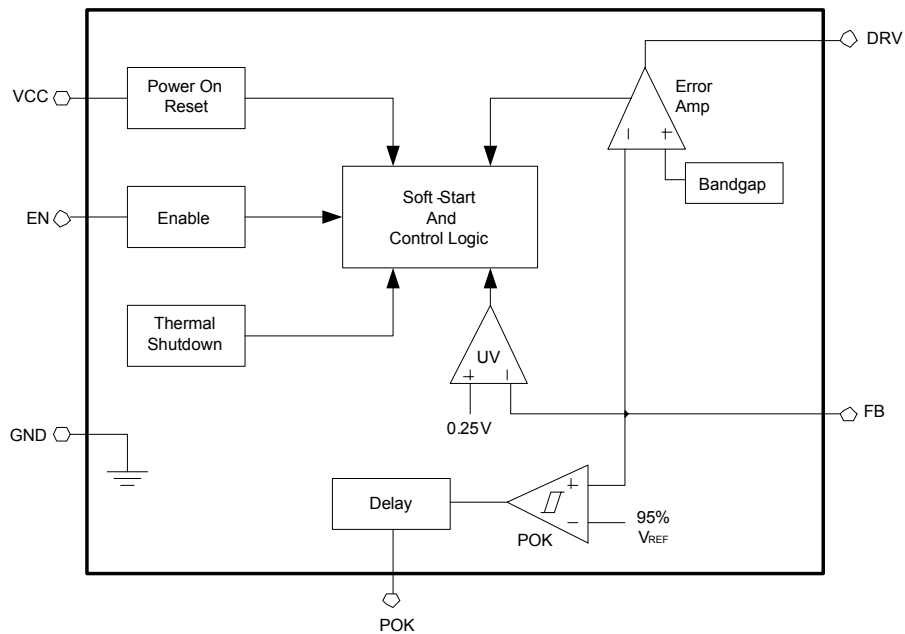 DRV
VCC
Power On
Reset
Error
Amp
Bandgap
EN
Enable
Soft -Start
And
Control Logic
Thermal
Shutdown
UV
0.25V
FB
GND
Delay
POK
95%
VREF
POK